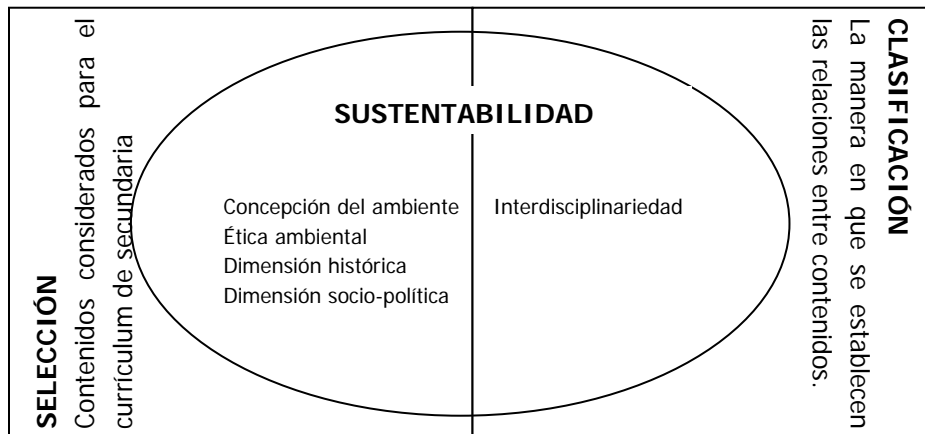 SELECCIÓN
Contenidos considerados para el
currículum de secundaria
SUSTENTABILIDAD
Concepción del ambiente
Ética ambiental
Dimensión histórica
Dimensión socio-política
Interdisciplinariedad
CLASIFICACIÓN
La manera en que se establecen
las relaciones entre contenidos.